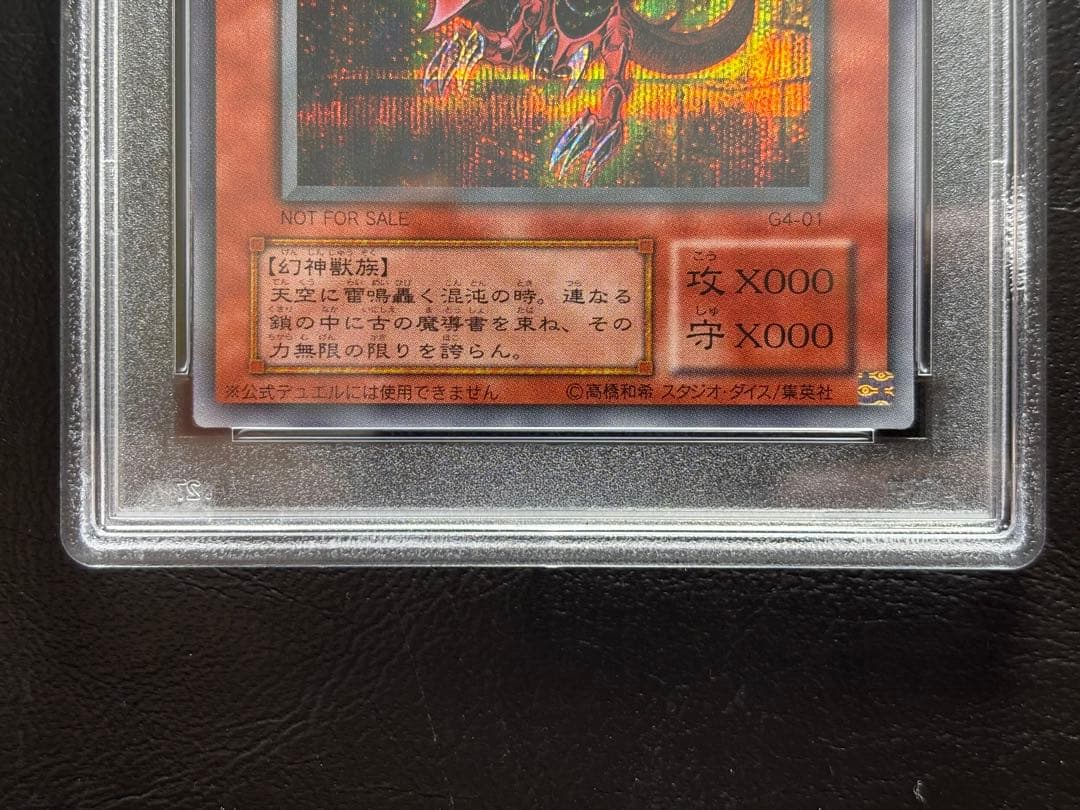 NOT FOR SALE
G4-01
【幻神獣族】
天空に雷鳴轟く混沌の時。連なる
鎖の中に古の魔導書を束ね、その
力無限の限りを誇らん。
こう
攻 X000
しゅ
守 X000
※公式デュエルには使用できません
©高橋和希 スタジオ・ダイス/集英社